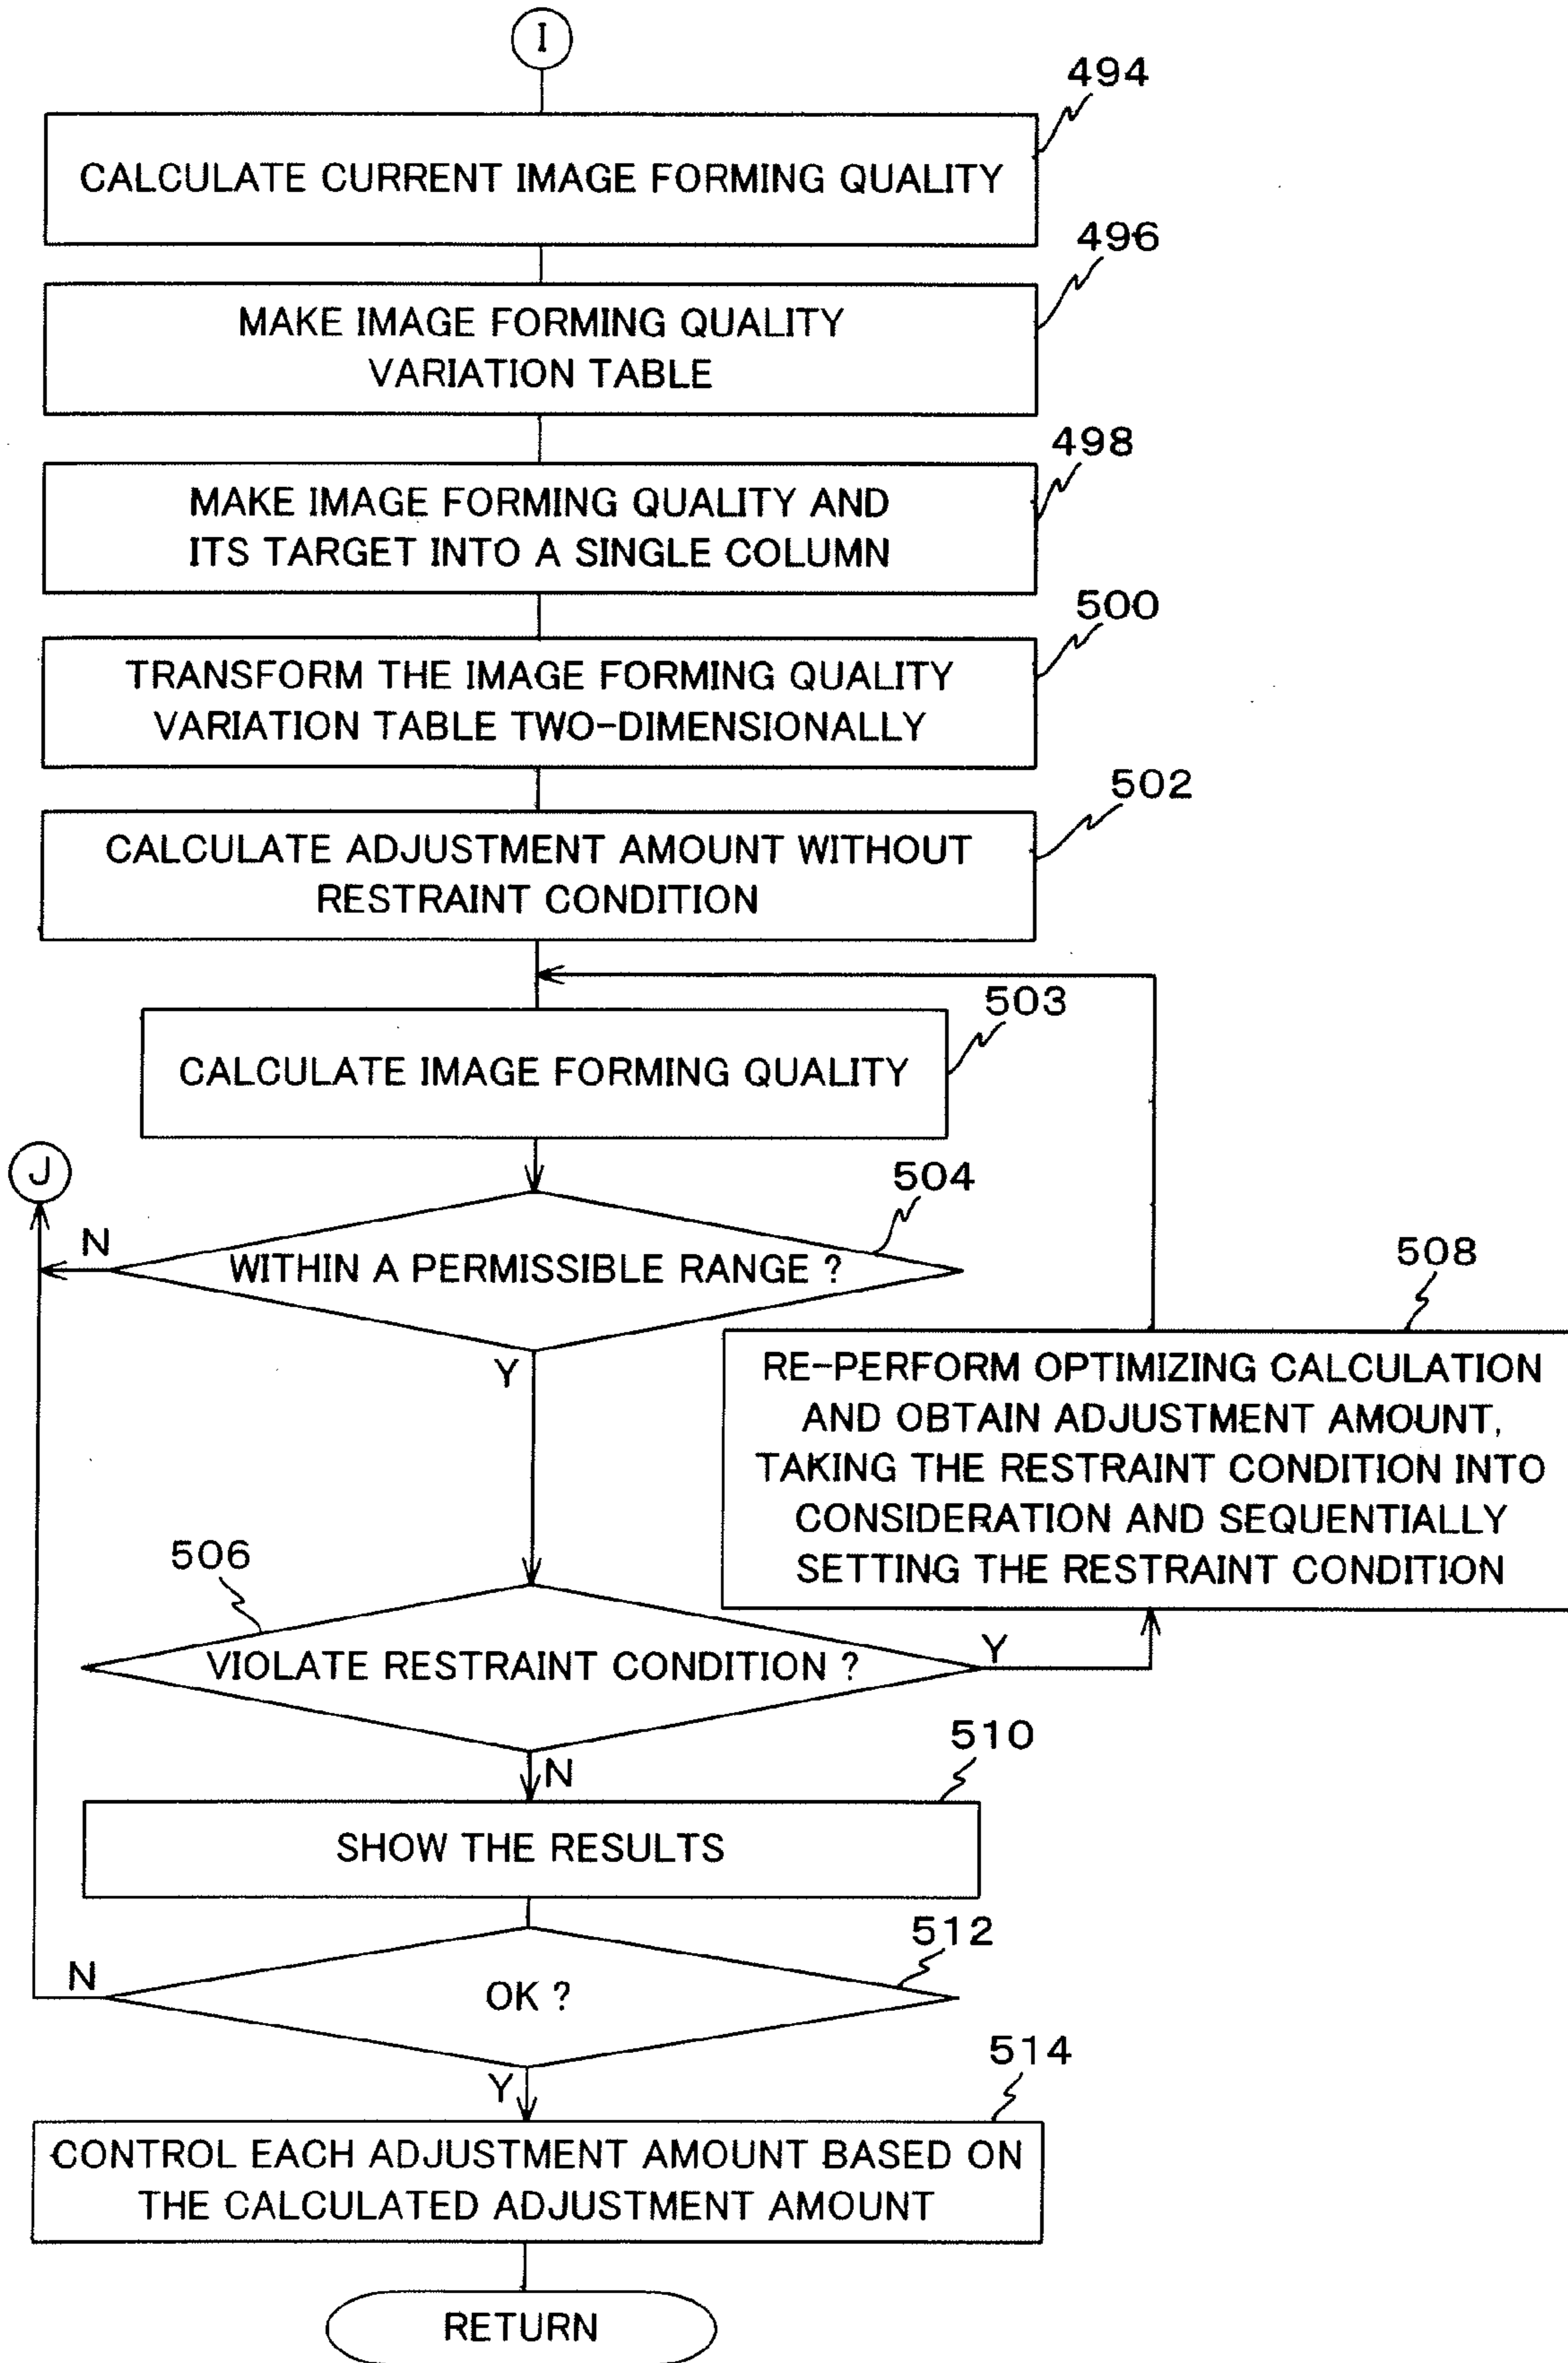 I
494
CALCULATE CURRENT IMAGE FORMING QUALITY
496
MAKE IMAGE FORMING QUALITY
VARIATION TABLE
498
MAKE IMAGE FORMING QUALITY AND
ITS TARGET INTO A SINGLE COLUMN
500
TRANSFORM THE IMAGE FORMING QUALITY
VARIATION TABLE TWO-DIMENSIONALLY
502
CALCULATE ADJUSTMENT AMOUNT WITHOUT
RESTRAINT CONDITION
503
CALCULATE IMAGE FORMING QUALITY
J
504
N
WITHIN A PERMISSIBLE RANGE ?
Y
508
RE-PERFORM OPTIMIZING CALCULATION
AND OBTAIN ADJUSTMENT AMOUNT,
TAKING THE RESTRAINT CONDITION INTO
CONSIDERATION AND SEQUENTIALLY
SETTING THE RESTRAINT CONDITION
506
VIOLATE RESTRAINT CONDITION ?
Y
N
510
SHOW THE RESULTS
512
N
OK ?
Y
514
CONTROL EACH ADJUSTMENT AMOUNT BASED ON
THE CALCULATED ADJUSTMENT AMOUNT
RETURN